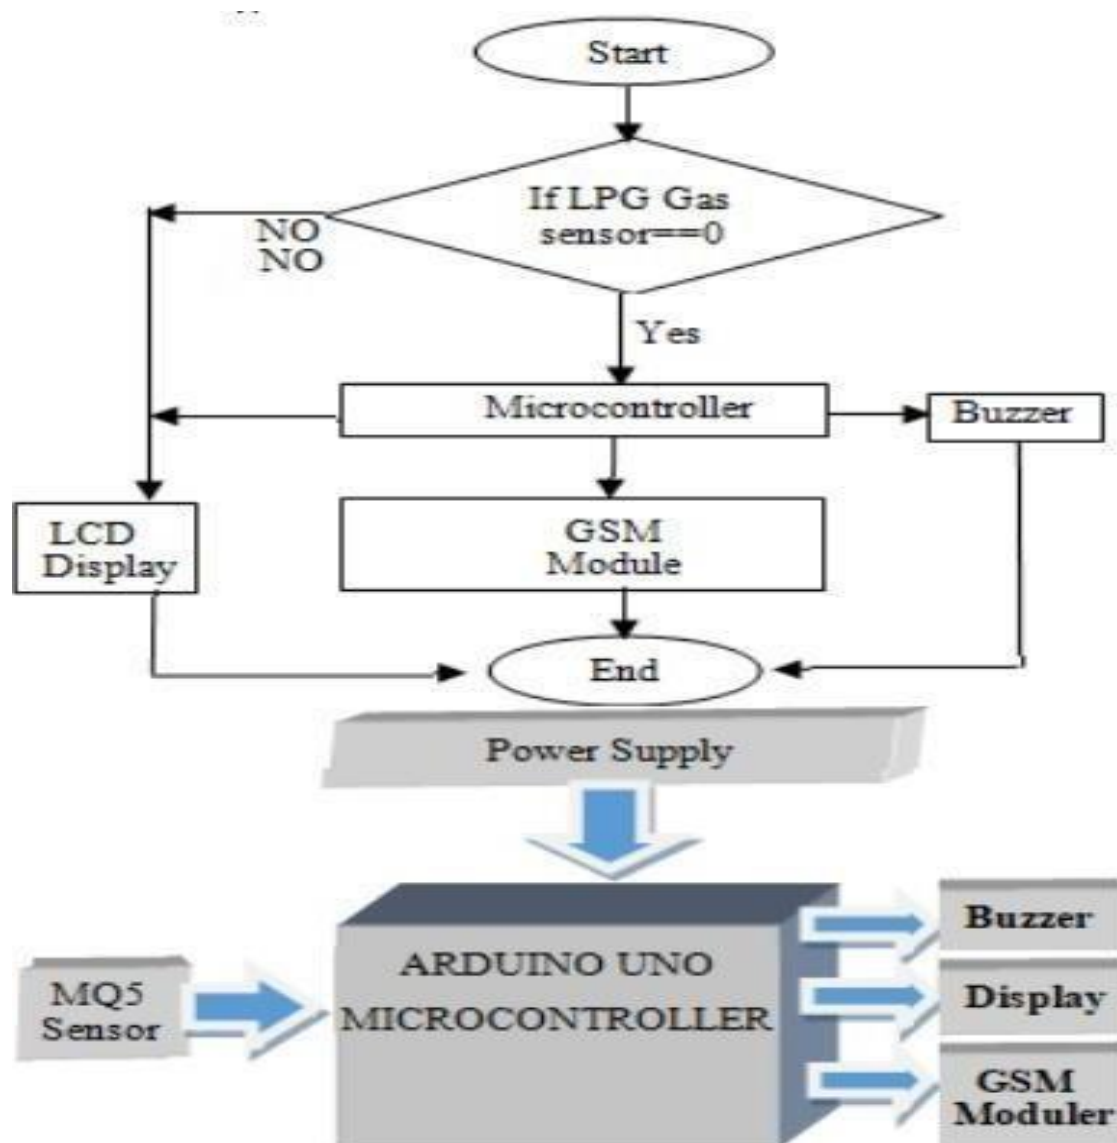 Start
If LPG Gas
sensor==0
NO
NO
Yes
Microcontroller
Buzzer
LCD
Display
GSM
Module
End
Power Supply
MQ5
Sensor
ARDUINO UNO
MICROCONTROLLER
Buzzer
Display
GSM
Moduler